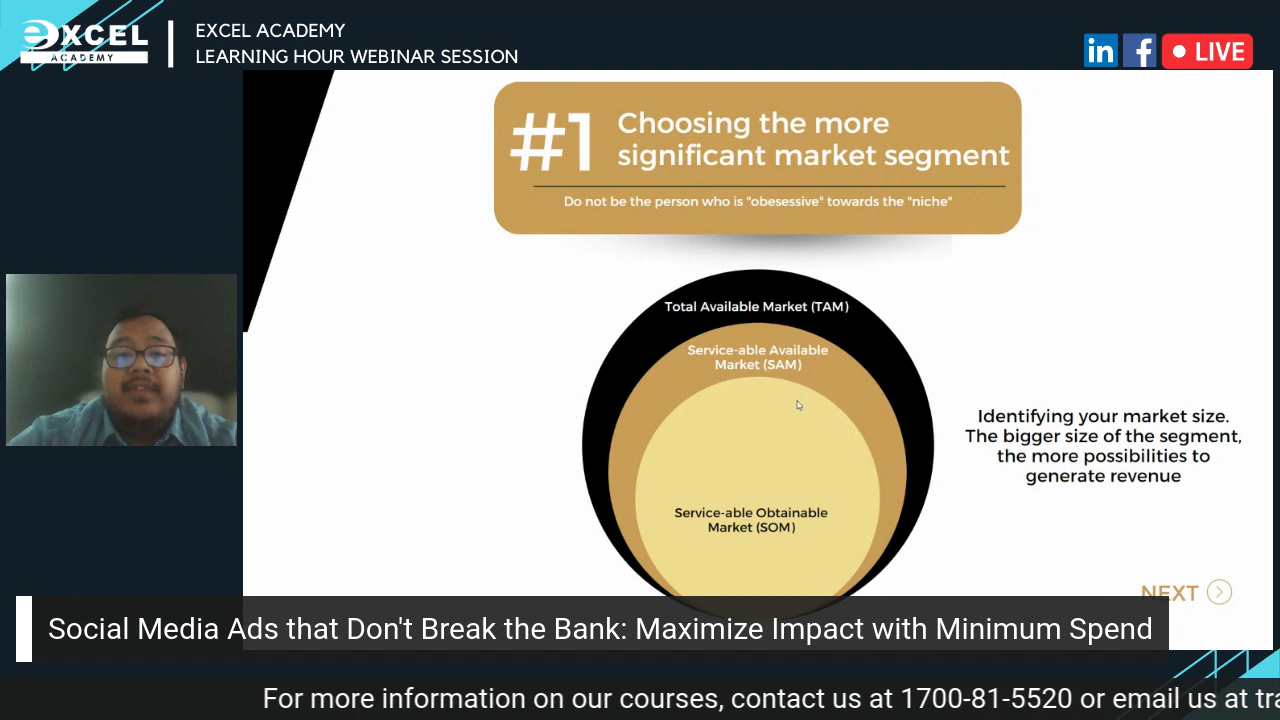 eXCEL
ACADEMY
EXCEL ACADEMY
LEARNING HOUR WEBINAR SESSION
in f LIVE
#1
Choosing the more
significant market segment
Do not be the person who is "obesessive" towards the "niche"
Total Available Market (TAM)
Service-able Available
Market (SAM)
Service-able Obtainable
Market (SOM)
Identifying your market size.
The bigger size of the segment,
the more possibilities to
generate revenue
NEXT
Social Media Ads that Don't Break the Bank: Maximize Impact with Minimum Spend
For more information on our courses, contact us at 1700-81-5520 or email us at